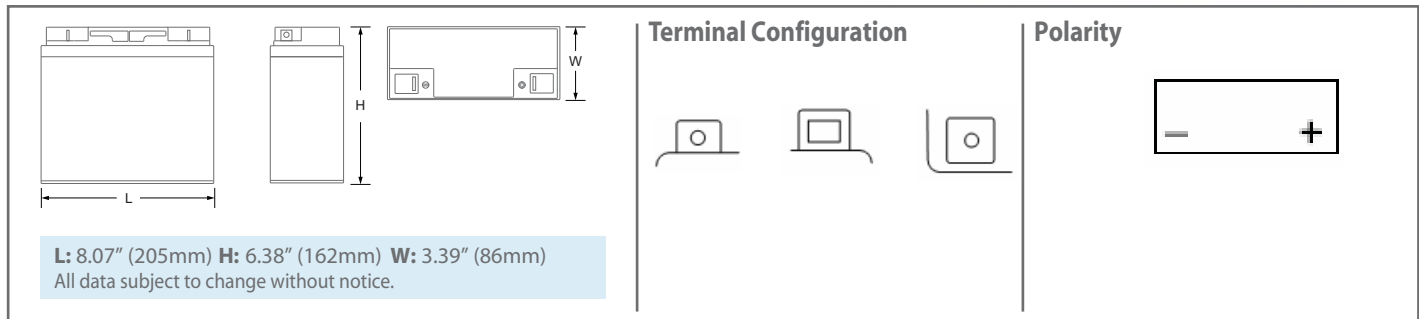 H
W
L
L: 8.07” (205mm) H: 6.38” (162mm) W: 3.39” (86mm)
All data subject to change without notice.
Terminal Configuration
Polarity
− +